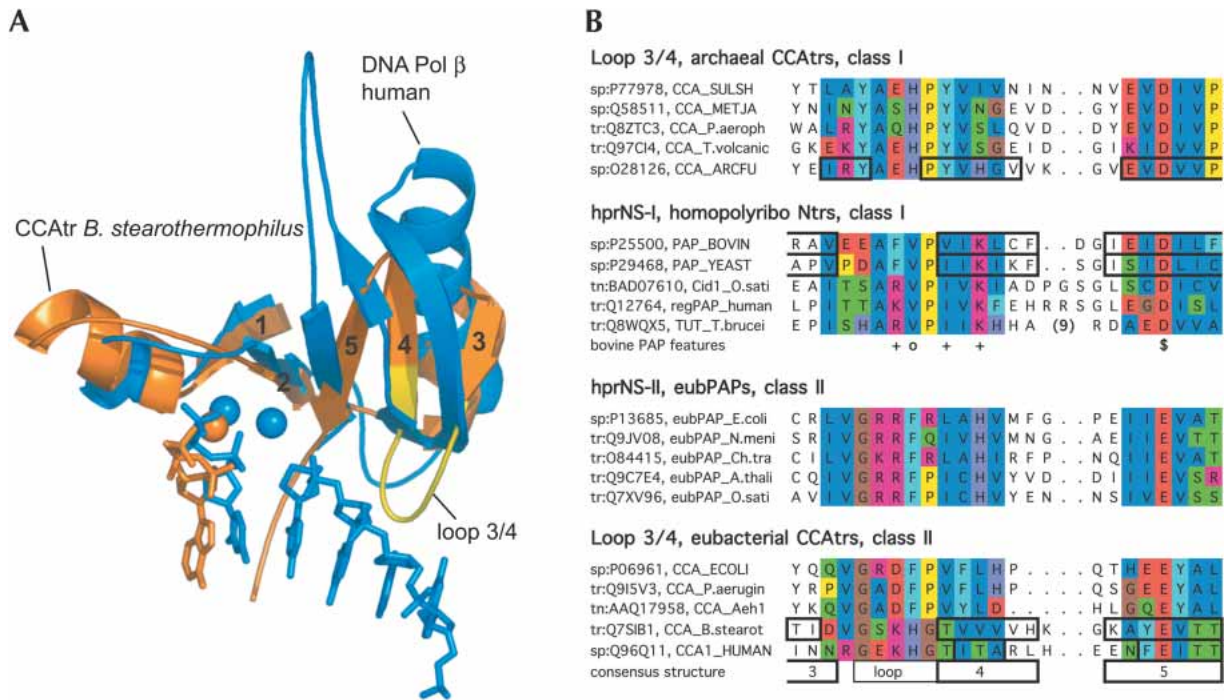 A
DNA Pol β
human
CCAtr B. stearothermophilus
1
2
5
4
3
loop 3/4
B
Loop 3/4, archaeal CCAtrs, class I
sp:P77978, CCA_SULSH Y T L A Y A E H P Y V I V N I N . . N V E V D I V P
sp:Q58511, CCA_METJA Y N I N Y A S H P Y V N G E V D . . G Y E V D I V P
tr:Q8ZTC3, CCA_P.aeroph W A L R Y A Q H P Y V S L Q V D . . D Y E V D I V P
tr:Q97CI4, CCA_T.volcanic G K E K Y A E H P Y V S G E I D . . G I K I D V V P
sp:O28126, CCA_ARCFU Y E I R Y A E H P Y V H G V V K . . G V E V D V V P
hprNS-I, homopolyribo Ntrs, class I
sp:P25500, PAP_BOVIN R A V E E A F V P V I K L C F . . D G I E I D I L F
sp:P29468, PAP_YEAST A P V P D A F V P I I K I K F . . S G I S I D L I C
tn:BAD07610, Cid1_O.sati E A I T S A R V P I V K I A D P G S G L S C D I C V
tr:Q12764, regPAP_human L P I T T A K V P I V K F E H R R S G L E G D I S L
tr:Q8WQX5, TUT_T.brucei E P I S H A R V P I I K H H A (9) R D A E D V V A
bovine PAP features + o + + $
hprNS-II, eubPAPs, class II
sp:P13685, eubPAP_E.coli C R L V G R R F R L A H V M F G . . P E I I E V A T
tr:Q9JV08, eubPAP_N.meni S R I V G R R F Q I V H V M N G . . A E I I E V T T
tr:O84415, eubPAP_Ch.tra C I L V G K R F R L A H I R F P . . N Q I I E V A T
tr:Q9C7E4, eubPAP_A.thali C Q I V G R R F P I C H V Y V D . . D I I I E V S R
tr:Q7XV96, eubPAP_O.sati A V I V G R R F P I C H V Y E N . . N S I V E V S S
Loop 3/4, eubacterial CCAtrs, class II
sp:P06961, CCA_ECOLI Y Q Q V G R D F P V F L H P . . . . Q T H E E Y A L
tr:Q9I5V3, CCA_P.aerugin Y R P V G A D F P V F L H P . . . . Q S G E E Y A L
tn:AAQ17958, CCA_Aeh1 Y K Q V G A D F P V Y L D . . . . . H L G Q E Y A L
tr:Q7SIB1, CCA_B.stearot T I D V G S K H G T V V V V H K . . G K A Y E V T T
sp:Q96Q11, CCA1_HUMAN I N N R G E K H G T I T A R L H . . E E N F E I T T
consensus structure 3 loop 4 5